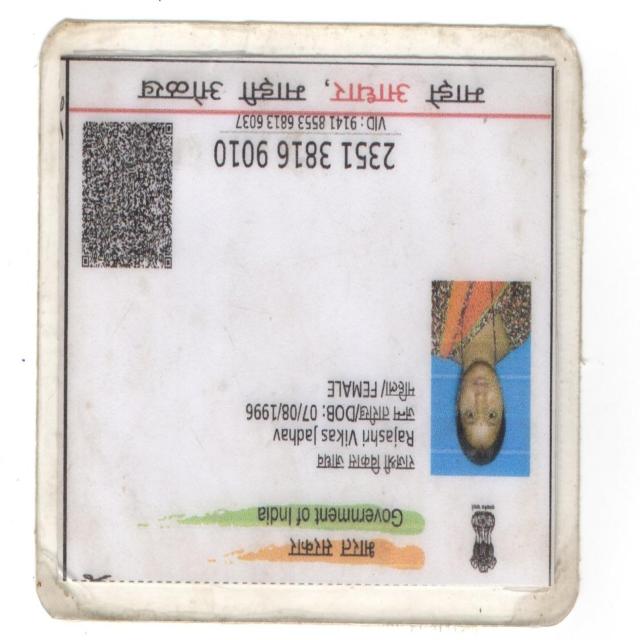 भारत सरकार
Government of India
राजश्री विकास जाधव
Rajashri Vikas Jadhav
जन्म तारीख/DOB: 07/08/1996
महिला/ FEMALE
2351 3816 9010
VID : 9141 8553 6813 6037
माझे आधार, माझी ओळख